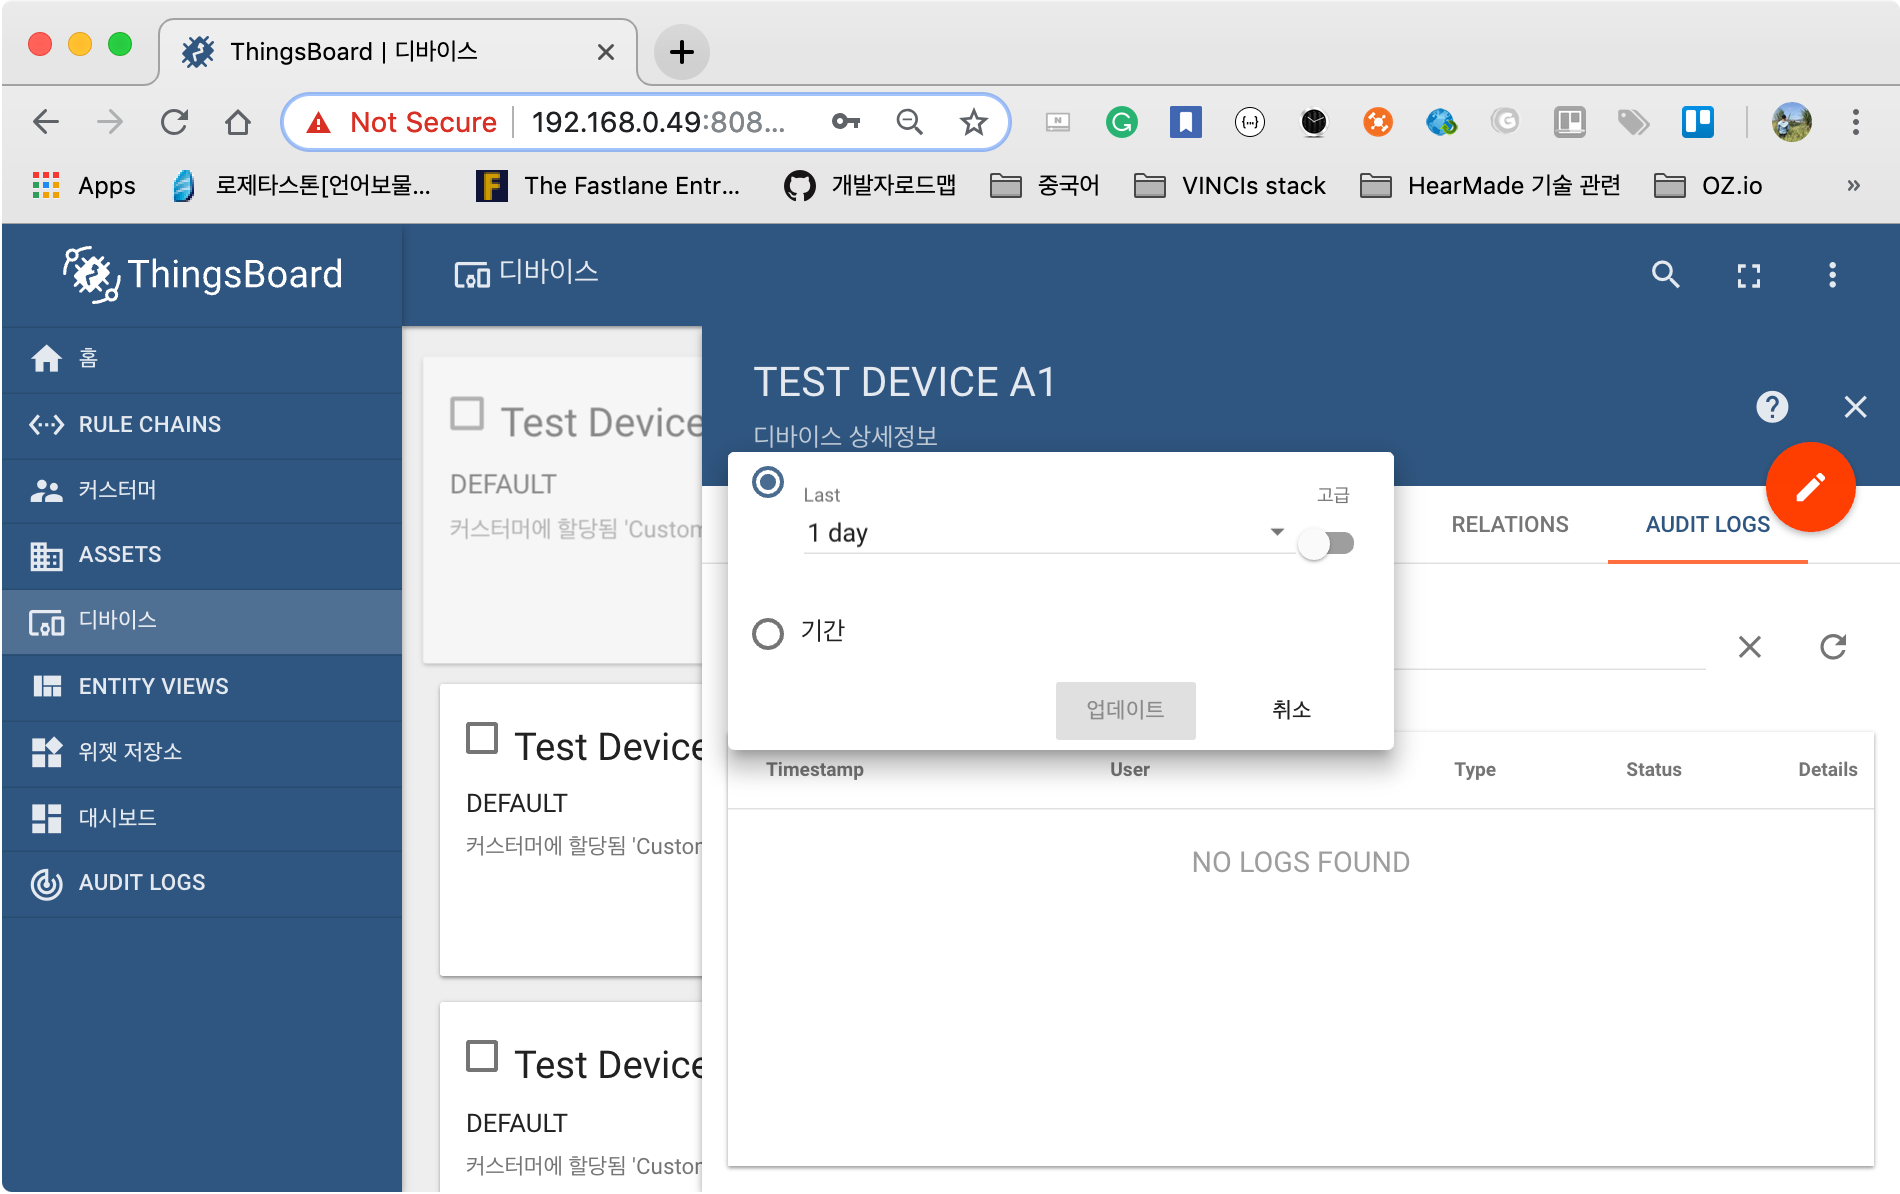 ThingsBoard | 디바이스
Not Secure 192.168.0.49:808...
Apps 로제타스톤[언어보물... The Fastlane Entr... 개발자로드맵 중국어 VINCIs stack HearMade 기술 관련 OZ.io »
ThingsBoard
디바이스
홈
RULE CHAINS
커스터머
ASSETS
디바이스
ENTITY VIEWS
위젯 저장소
대시보드
AUDIT LOGS
Test Device
DEFAULT
커스터머에 할당됨 'Custom
Test Device
DEFAULT
커스터머에 할당됨 'Custor
Test Device
DEFAULT
커스터머에 할당됨 'Custor
TEST DEVICE A1
디바이스 상세정보
RELATIONS AUDIT LOGS
Last 고급
1 day
기간
업데이트 취소
Timestamp User Type Status Details
NO LOGS FOUND